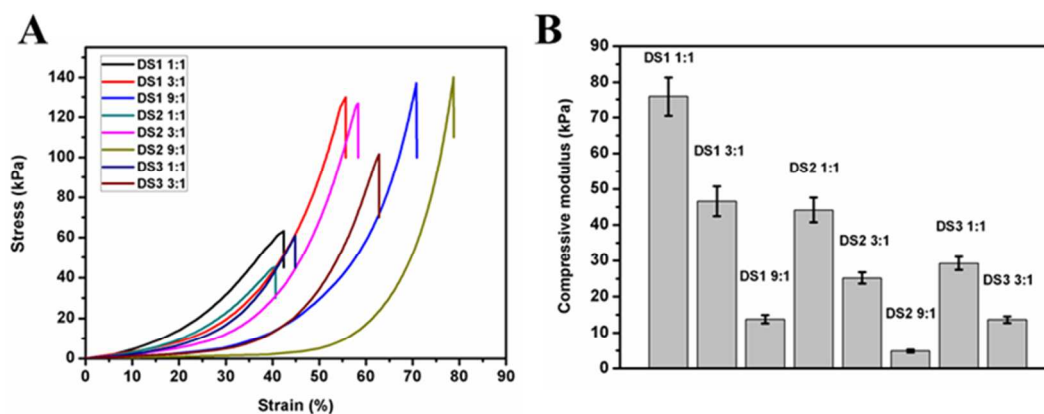 A
Stress (kPa)
140
120
100
80
60
40
20
0
DS1 1:1
DS1 3:1
DS1 9:1
DS2 1:1
DS2 3:1
DS2 9:1
DS3 1:1
DS3 3:1
0 10 20 30 40 50 60 70 80 90
Strain (%)
B
Compressive modulus (kPa)
90
80
70
60
50
40
30
20
10
0
DS1 1:1
DS1 3:1
DS1 9:1
DS2 1:1
DS2 3:1
DS2 9:1
DS3 1:1
DS3 3:1